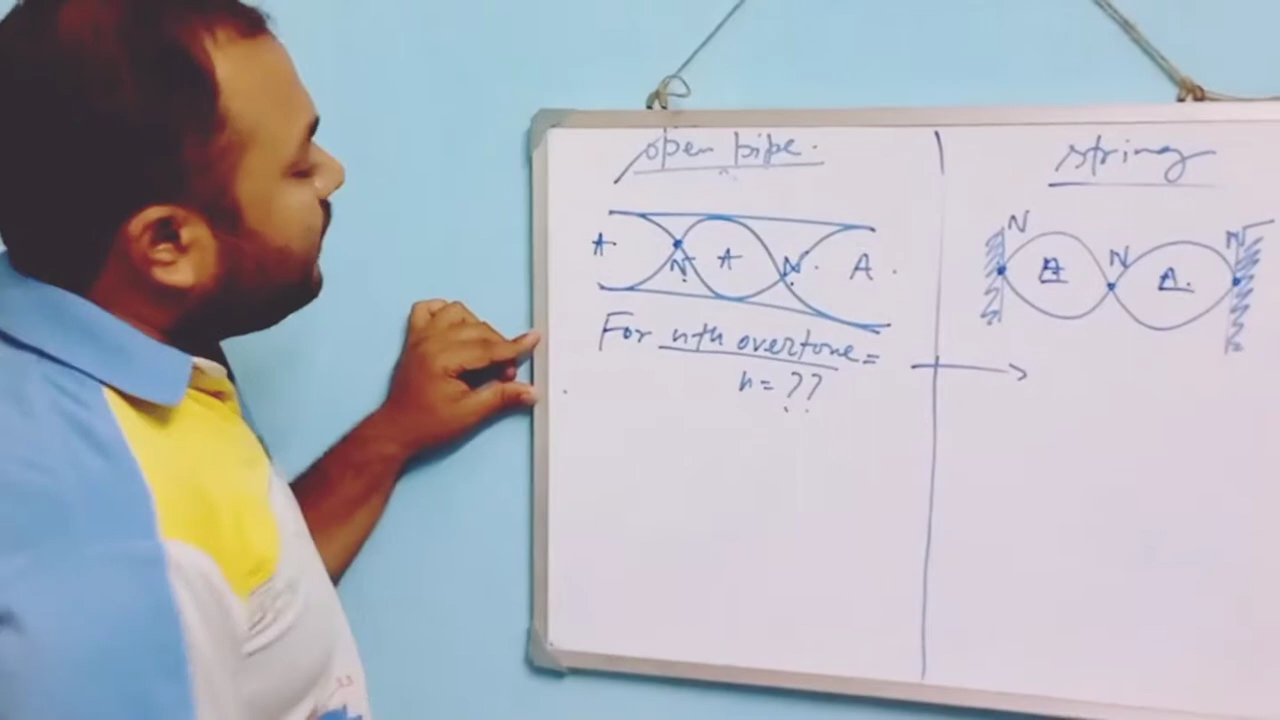 open pipe.
A N A N A
For nth overtone =
n = ??
string
N N N
A A